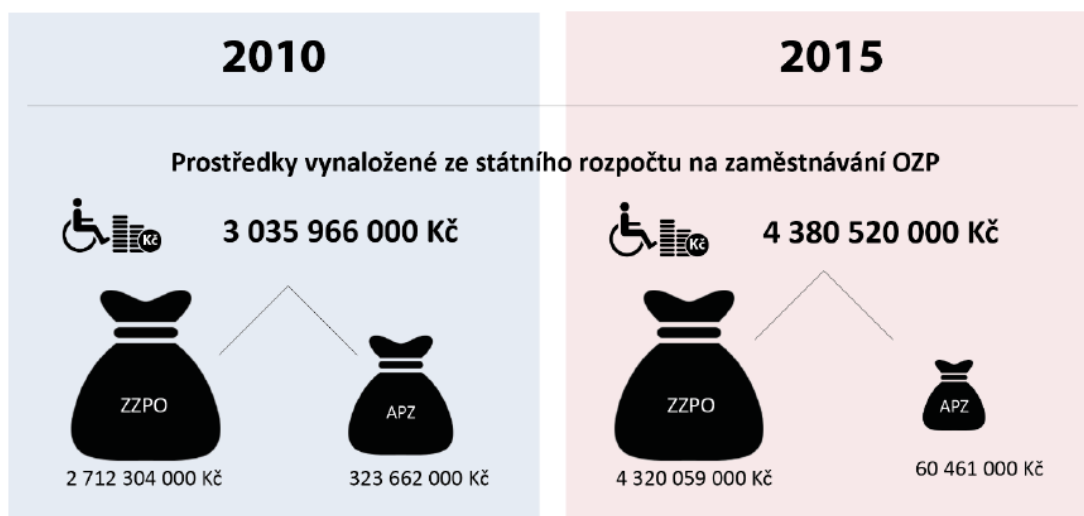 2010
2015
Prostředky vynaložené ze státního rozpočtu na zaměstnávání OZP
Kč
3 035 966 000 Kč
Kč
4 380 520 000 Kč
ZZPO
APZ
ZZPO
APZ
2 712 304 000 Kč
323 662 000 Kč
4 320 059 000 Kč
60 461 000 Kč